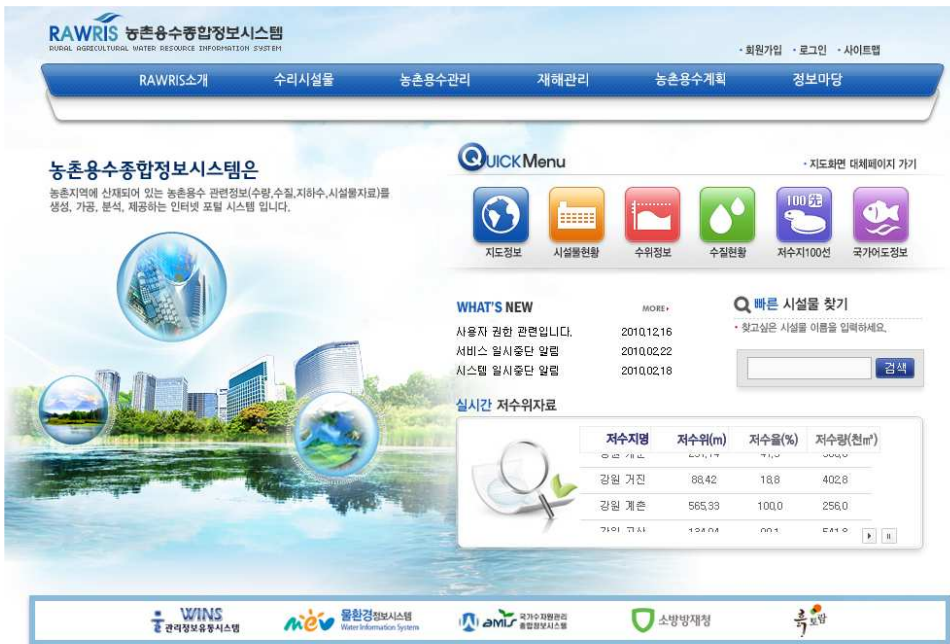 RAWRIS 농촌용수종합정보시스템
RURAL AGRICULTURAL WATER RESOURCE INFORMATION SYSTEM
· 회원가입 · 로그인 · 사이트맵
RAWRIS소개 수리시설물 농촌용수관리 재해관리 농촌용수계획 정보마당
농촌용수종합정보시스템은
농촌지역에 산재되어 있는 농촌용수 관련정보(수량,수질,지하수,시설물자료)를
생성, 가공, 분석, 제공하는 인터넷 포털 시스템 입니다.
QUICK Menu
· 지도화면 대체페이지 가기
100 선
지도정보 시설물현황 수위정보 수질현황 저수지100선 국가어도정보
WHAT'S NEW MORE
사용자 권한 관련입니다. 2010.12.16
서비스 일시중단 알림 2010.02.22
시스템 일시중단 알림 2010.02.18
빠른 시설물 찾기
· 찾고싶은 시설물 이름을 입력하세요.
검색
실시간 저수위자료
저수지명 저수위(m) 저수율(%) 저수량(천㎥)
강원 거진 88.42 18.8 402.8
강원 계촌 565.33 100.0 256.0
WINS
물관리정보유통시스템
물환경정보시스템
Water Information System
WAMIS 국가수자원관리
종합정보시스템
소방방재청
흙토람